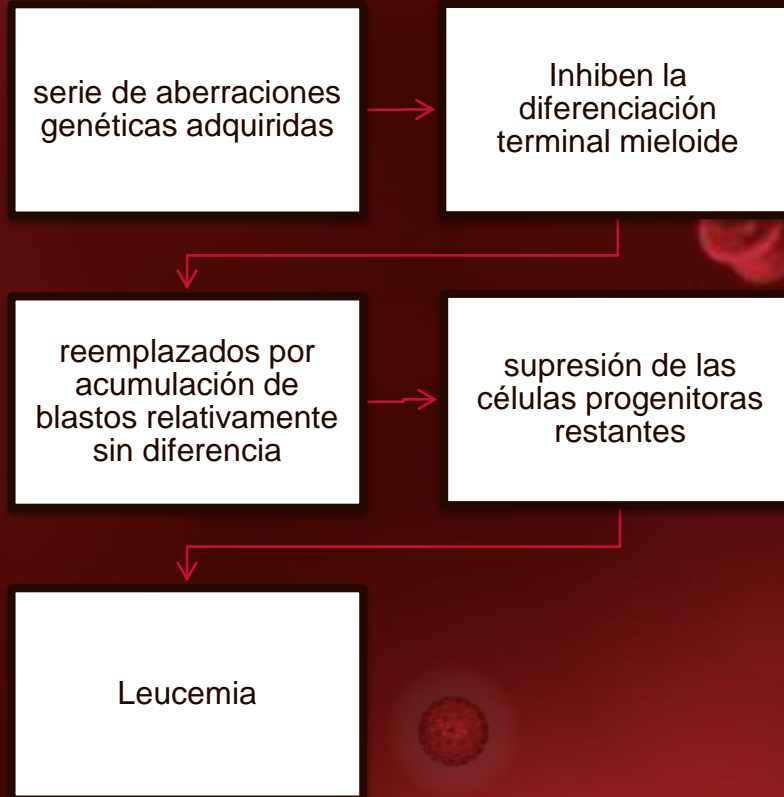 serie de aberraciones
genéticas adquiridas
Inhiben la
diferenciación
terminal mieloide
reemplazados por
acumulación de
blastos relativamente
sin diferencia
supresión de las
células progenitoras
restantes
Leucemia